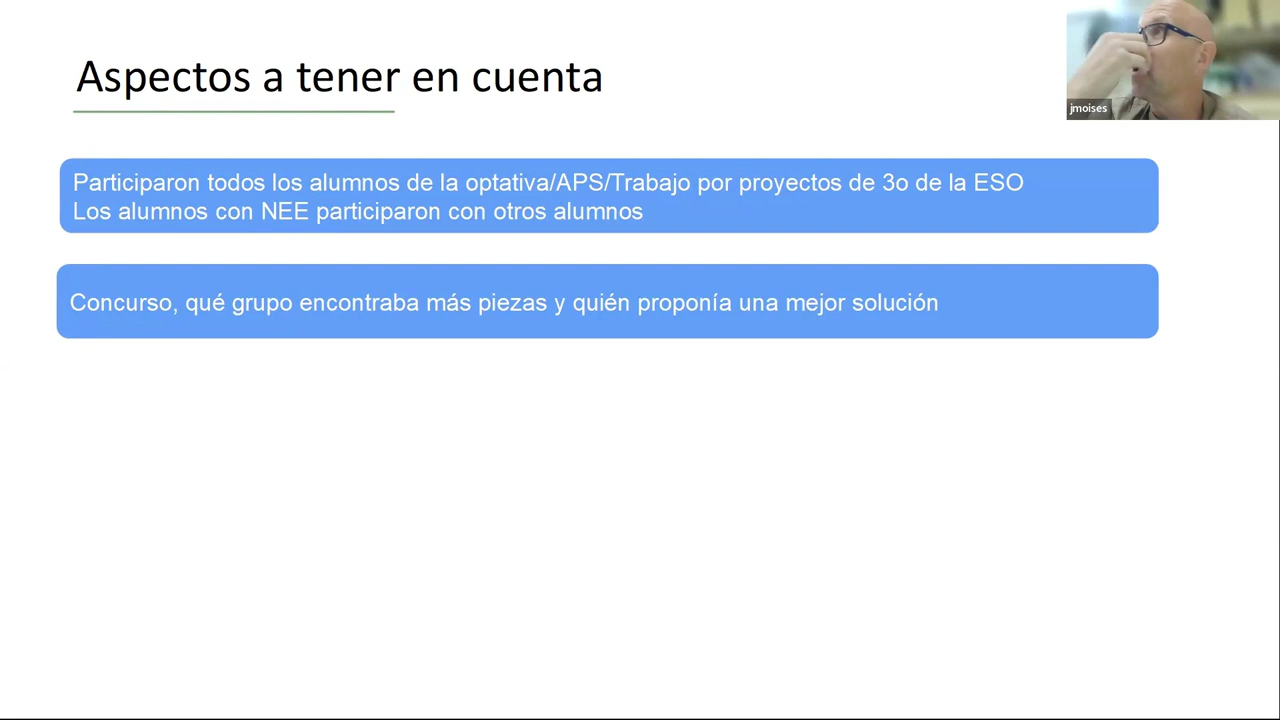 Aspectos a tener en cuenta
jmoises
Participaron todos los alumnos de la optativa/APS/Trabajo por proyectos de 3o de la ESO
Los alumnos con NEE participaron con otros alumnos
Concurso, qué grupo encontraba más piezas y quién proponía una mejor solución